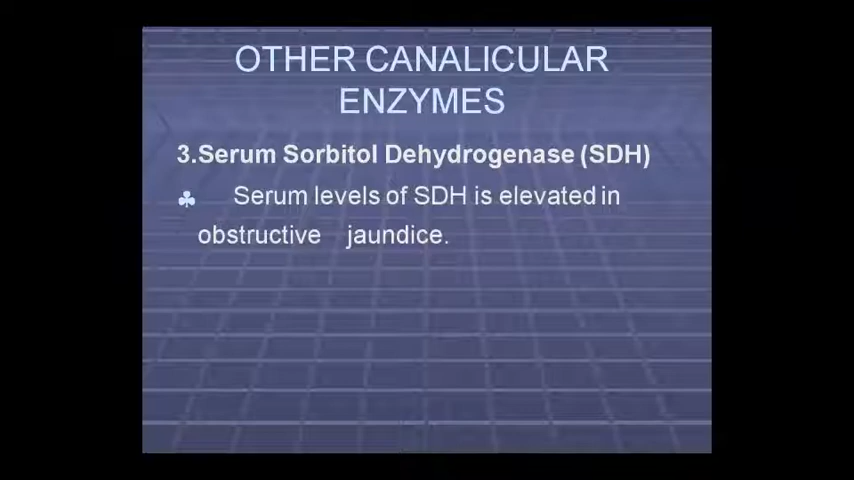 OTHER CANALICULAR
ENZYMES
3.Serum Sorbitol Dehydrogenase (SDH)
♣ Serum levels of SDH is elevated in
obstructive jaundice.